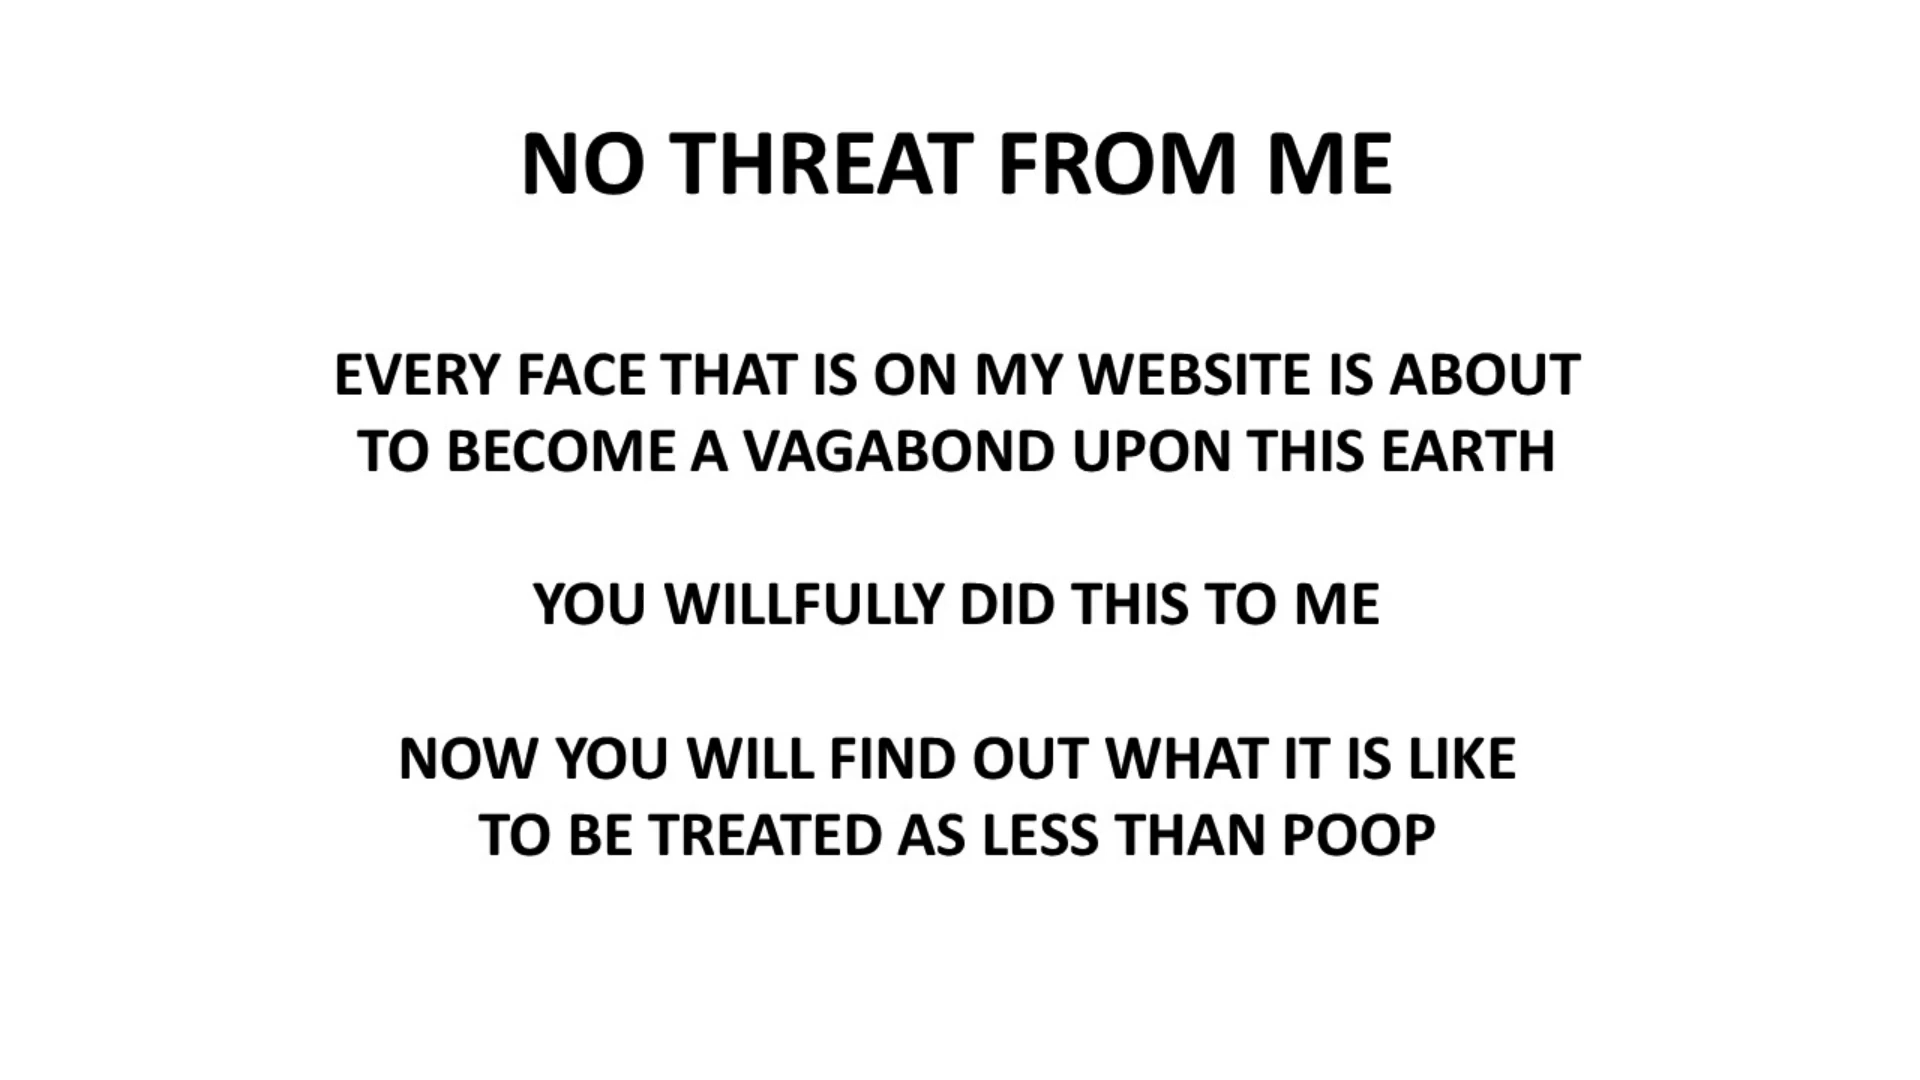 NO THREAT FROM ME
EVERY FACE THAT IS ON MY WEBSITE IS ABOUT
TO BECOME A VAGABOND UPON THIS EARTH
YOU WILLFULLY DID THIS TO ME
NOW YOU WILL FIND OUT WHAT IT IS LIKE
TO BE TREATED AS LESS THAN POOP